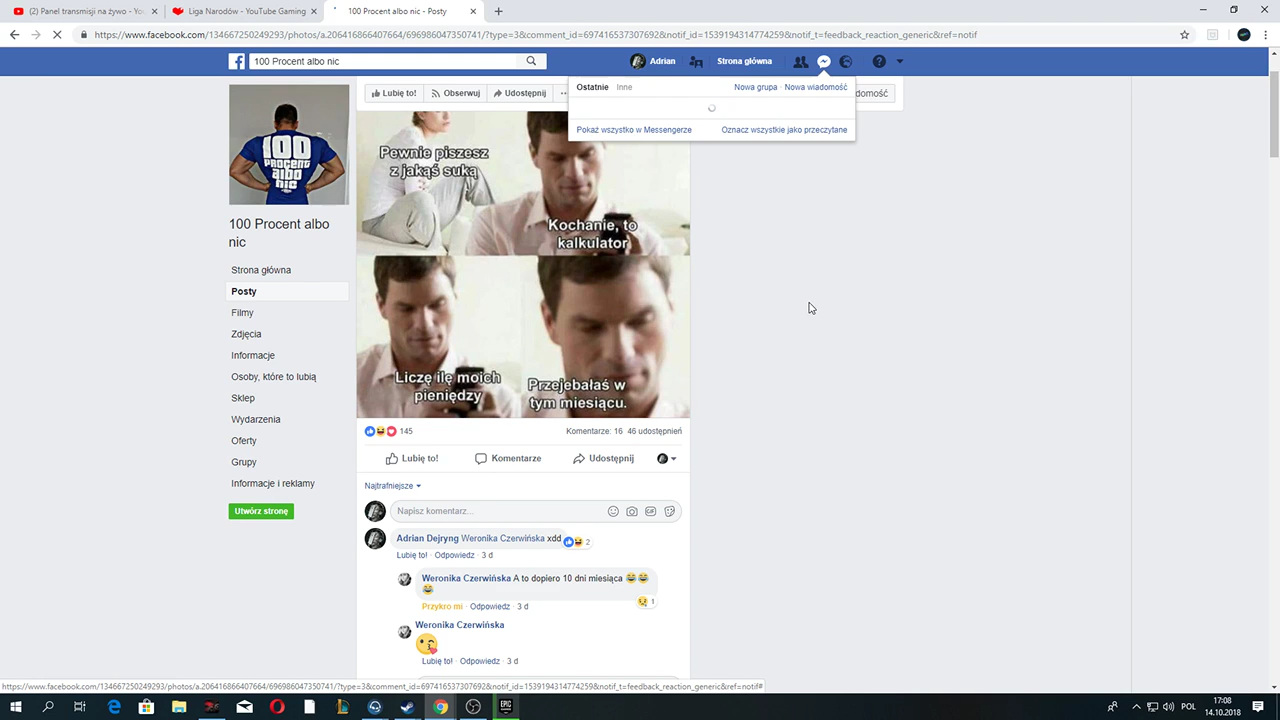 (2) Panel transmisji na żywo - Yo
Liga Narodów - YouTube Gaming
100 Procent albo nic - Posty
https://www.facebook.com/134667250249293/photos/a.206416866407664/696986047350741/?type=3&comment_id=697416537307692&notif_id=1539194314774259&notif_t=feedback_reaction_generic&ref=notif
100 Procent albo nic
Adrian
Strona główna
Lubię to!
Obserwuj
Udostępnij
Ostatnie
Inne
Nowa grupa · Nowa wiadomość
domość
Pokaż wszystko w Messengerze
Oznacz wszystkie jako przeczytane
100
PROCENT
ALBO
NIC
100 Procent albo
nic
Strona główna
Posty
Filmy
Zdjęcia
Informacje
Osoby, które to lubią
Sklep
Wydarzenia
Oferty
Grupy
Informacje i reklamy
Utwórz stronę
Pewnie piszesz
z jakąś suką
Kochanie, to
kalkulator
Liczę ilę moich
pieniędzy
Przejebałaś w
tym miesiącu.
145
Komentarze: 16 46 udostępnień
Lubię to!
Komentarze
Udostępnij
Najtrafniejsze
Napisz komentarz...
Adrian Dejryng Weronika Czerwińska xdd
2
Lubię to! · Odpowiedz · 3 d
Weronika Czerwińska A to dopiero 10 dni miesiąca 😂😂
😂
1
Przykro mi · Odpowiedz · 3 d
Weronika Czerwińska
😘
Lubię to! · Odpowiedz · 3 d
https://www.facebook.com/134667250249293/photos/a.206416866407664/696986047350741/?type=3&comment_id=697416537307692&notif_id=1539194314774259&notif_t=feedback_reaction_generic&ref=notif#
EPIC
POL
17:08
14.10.2018